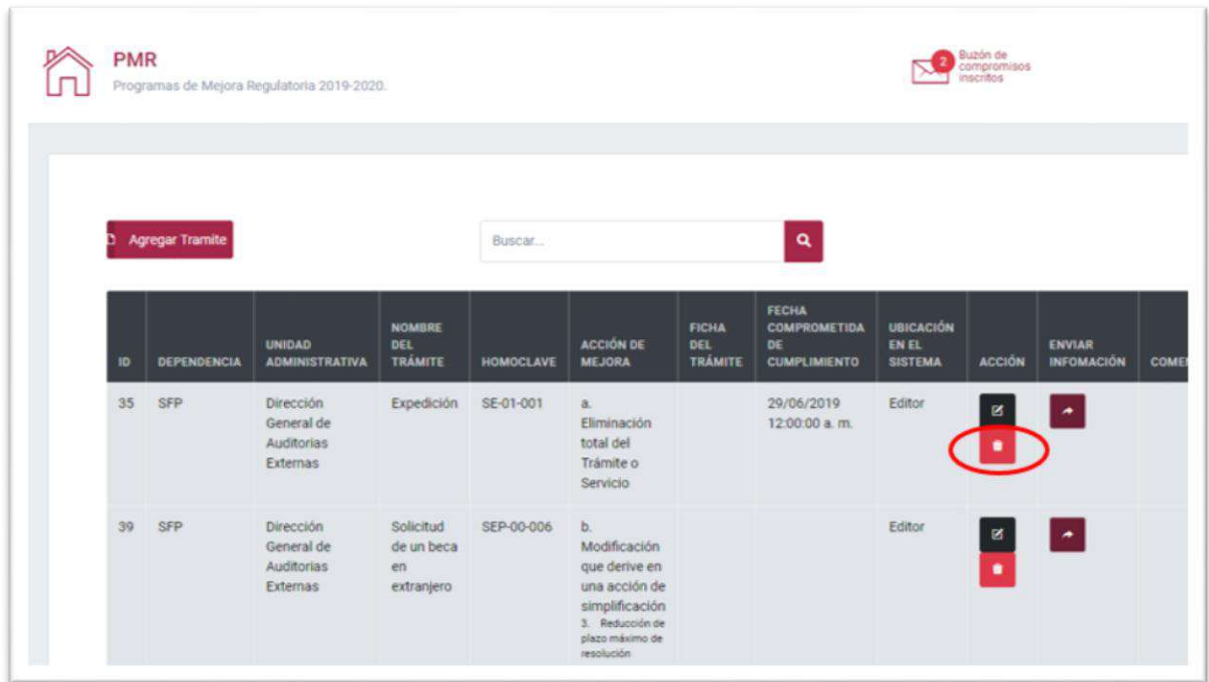 PMR
Programas de Mejora Regulatoria 2019-2020.
2
Buzón de
compromisos
inscritos
Agregar Tramite
Buscar...
ID
DEPENDENCIA
UNIDAD
ADMINISTRATIVA
NOMBRE
DEL
TRÁMITE
HOMOCLAVE
ACCIÓN DE
MEJORA
FICHA
DEL
TRÁMITE
FECHA
COMPROMETIDA
DE
CUMPLIMIENTO
UBICACIÓN
EN EL
SISTEMA
ACCIÓN
ENVIAR
INFOMACIÓN
35
SFP
Dirección
General de
Auditorias
Externas
Expedición
SE-01-001
a.
Eliminación
total del
Trámite o
Servicio
29/06/2019
12:00:00 a. m.
Editor
39
SFP
Dirección
General de
Auditorias
Externas
Solicitud
de un beca
en
extranjero
SEP-00-006
b.
Modificación
que derive en
una acción de
simplificación
3. Reducción de
plazo máximo de
resolución
Editor